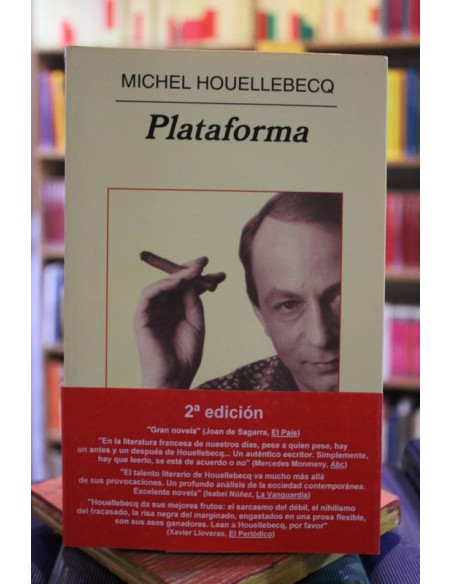 MICHEL HOUELLEBECQ
Plataforma
2ª edición
"Gran novela" (Joan de Sagarra, El País)
"En la literatura francesa de nuestros días, pese a quien pese, hay
un antes y un después de Houellebecq... Un auténtico escritor. Simplemente,
hay que leerlo, se esté de acuerdo o no" (Mercedes Monmany, Abc)
"El talento literario de Houellebecq va mucho más allá
de sus provocaciones. Un profundo análisis de la sociedad contemporánea.
Excelente novela" (Isabel Núñez, La Vanguardia)
"Houellebecq da sus mejores frutos: el sarcasmo del débil, el nihilismo
del fracasado, la risa negra del marginado, engastados en una prosa flexible,
son sus ases ganadores. Lean a Houellebecq, por favor"
(Xavier Lloveras, El Periódico)